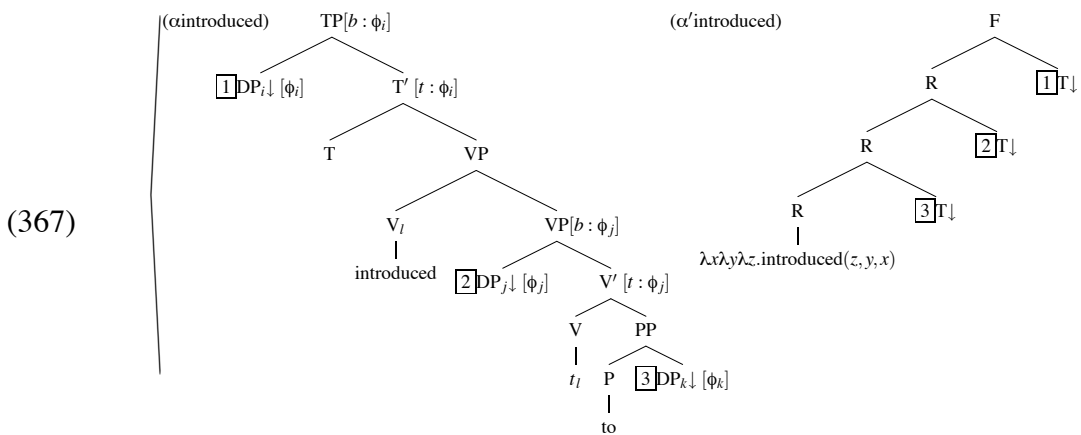 (αintroduced) TP[b : ϕᵢ] (α′introduced) F
1 DPᵢ↓ [ϕᵢ] T′ [t : ϕᵢ] R 1 T↓
T VP R 2 T↓
(367) Vₗ VP[b : ϕⱼ] R 3 T↓
introduced 2 DPⱼ↓ [ϕⱼ] V′ [t : ϕⱼ] λxλyλz.introduced(z, y, x)
V PP
tₗ P 3 DPₖ↓ [ϕₖ]
to